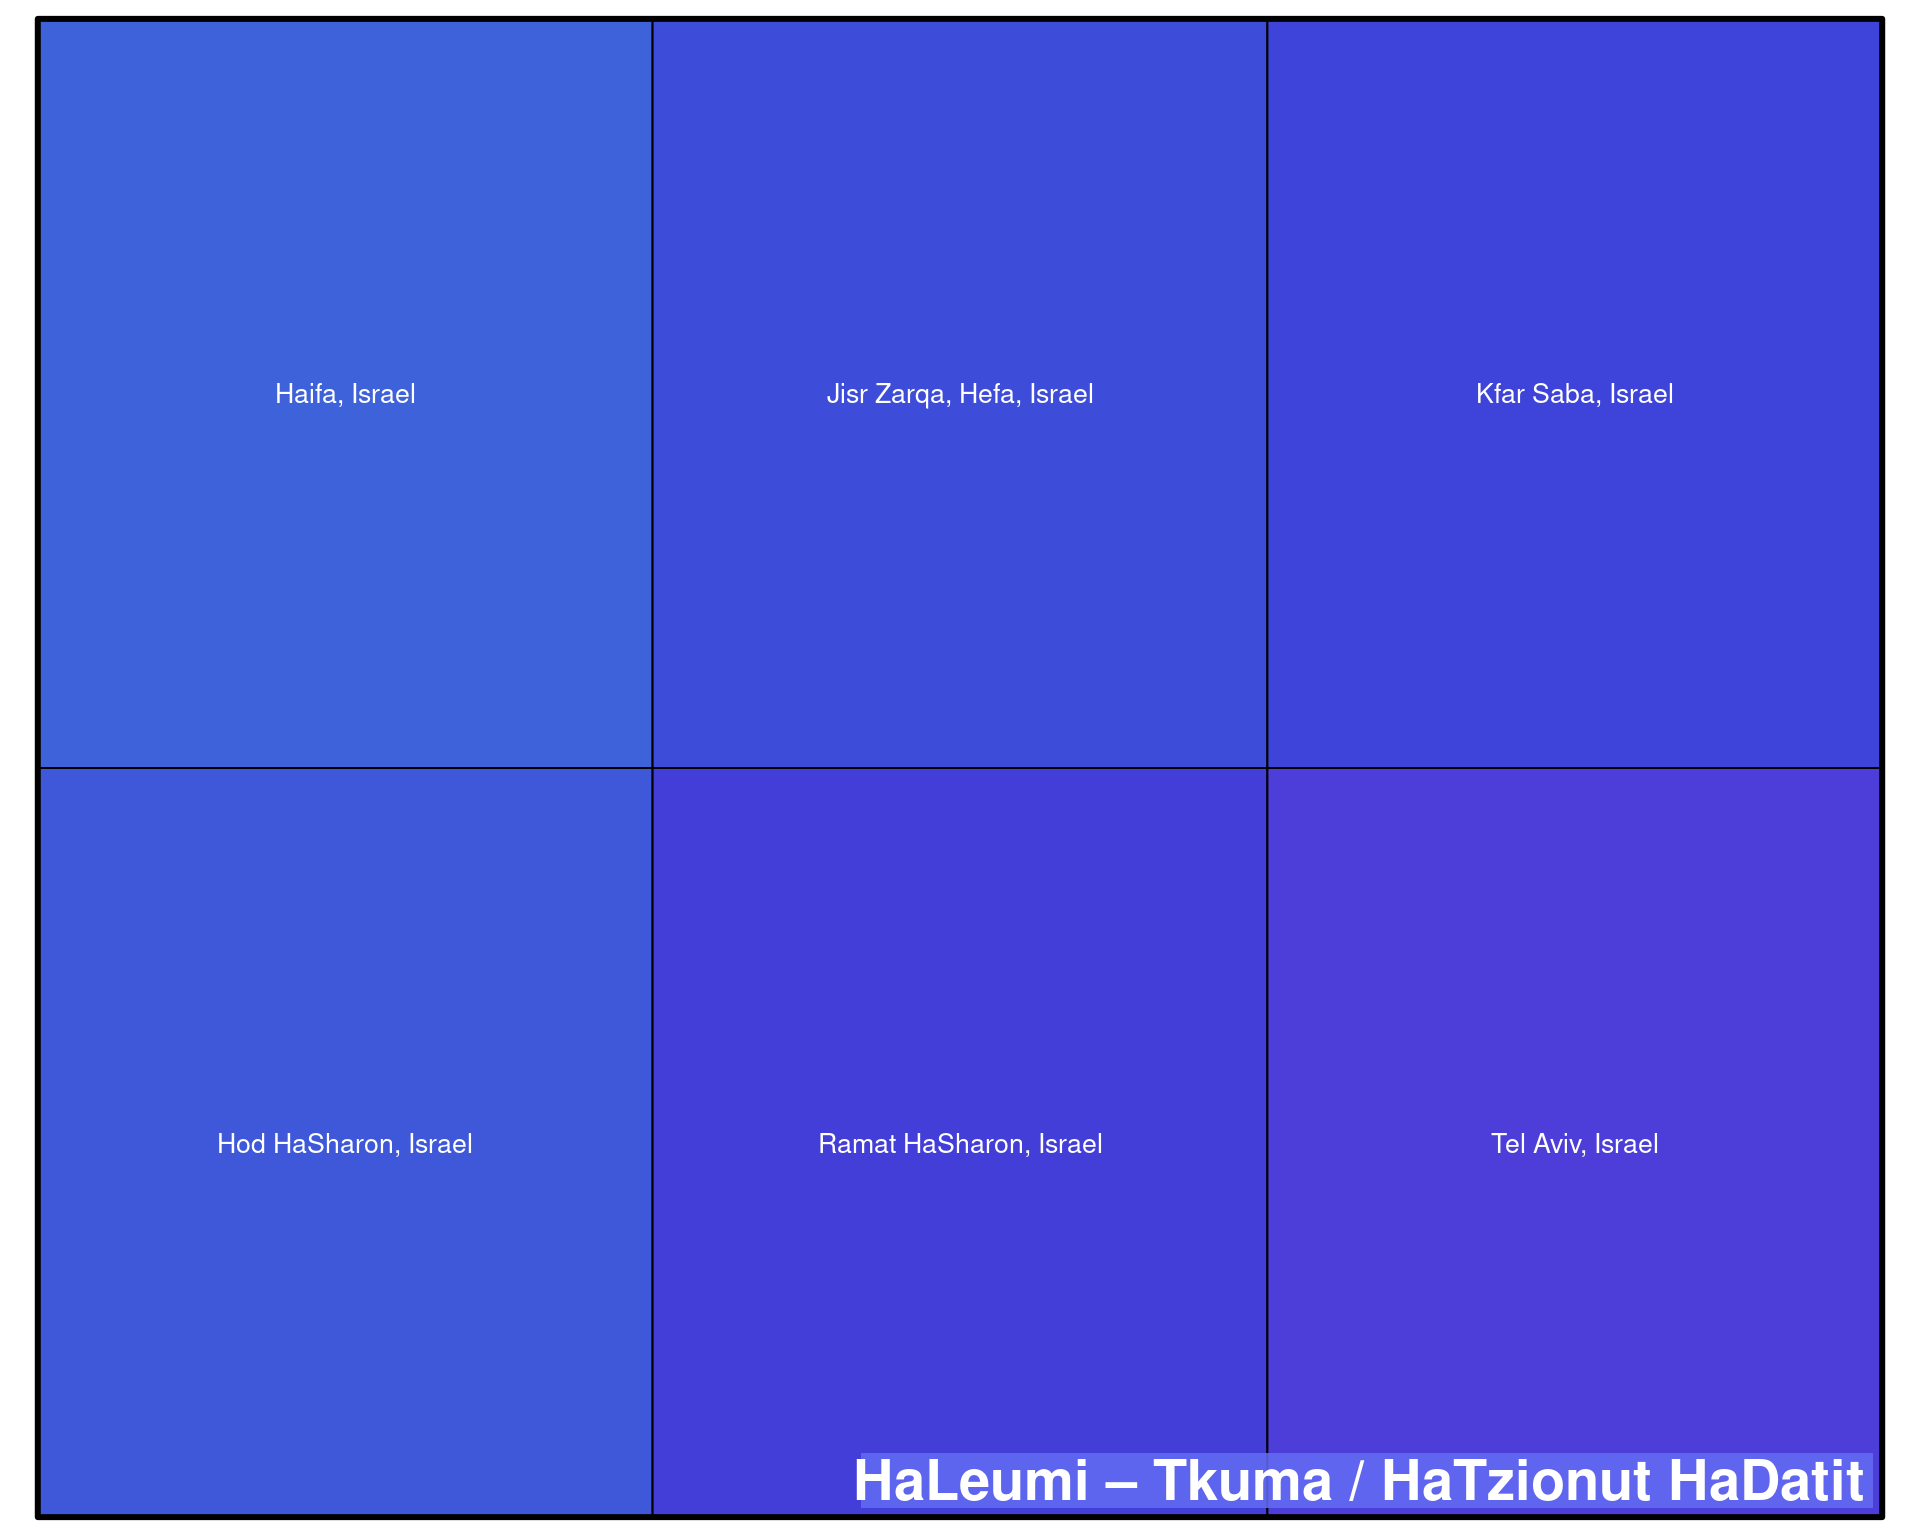 Haifa, Israel
Jisr Zarqa, Hefa, Israel
Kfar Saba, Israel
Hod HaSharon, Israel
Ramat HaSharon, Israel
Tel Aviv, Israel
HaLeumi – Tkuma / HaTzionut HaDatit